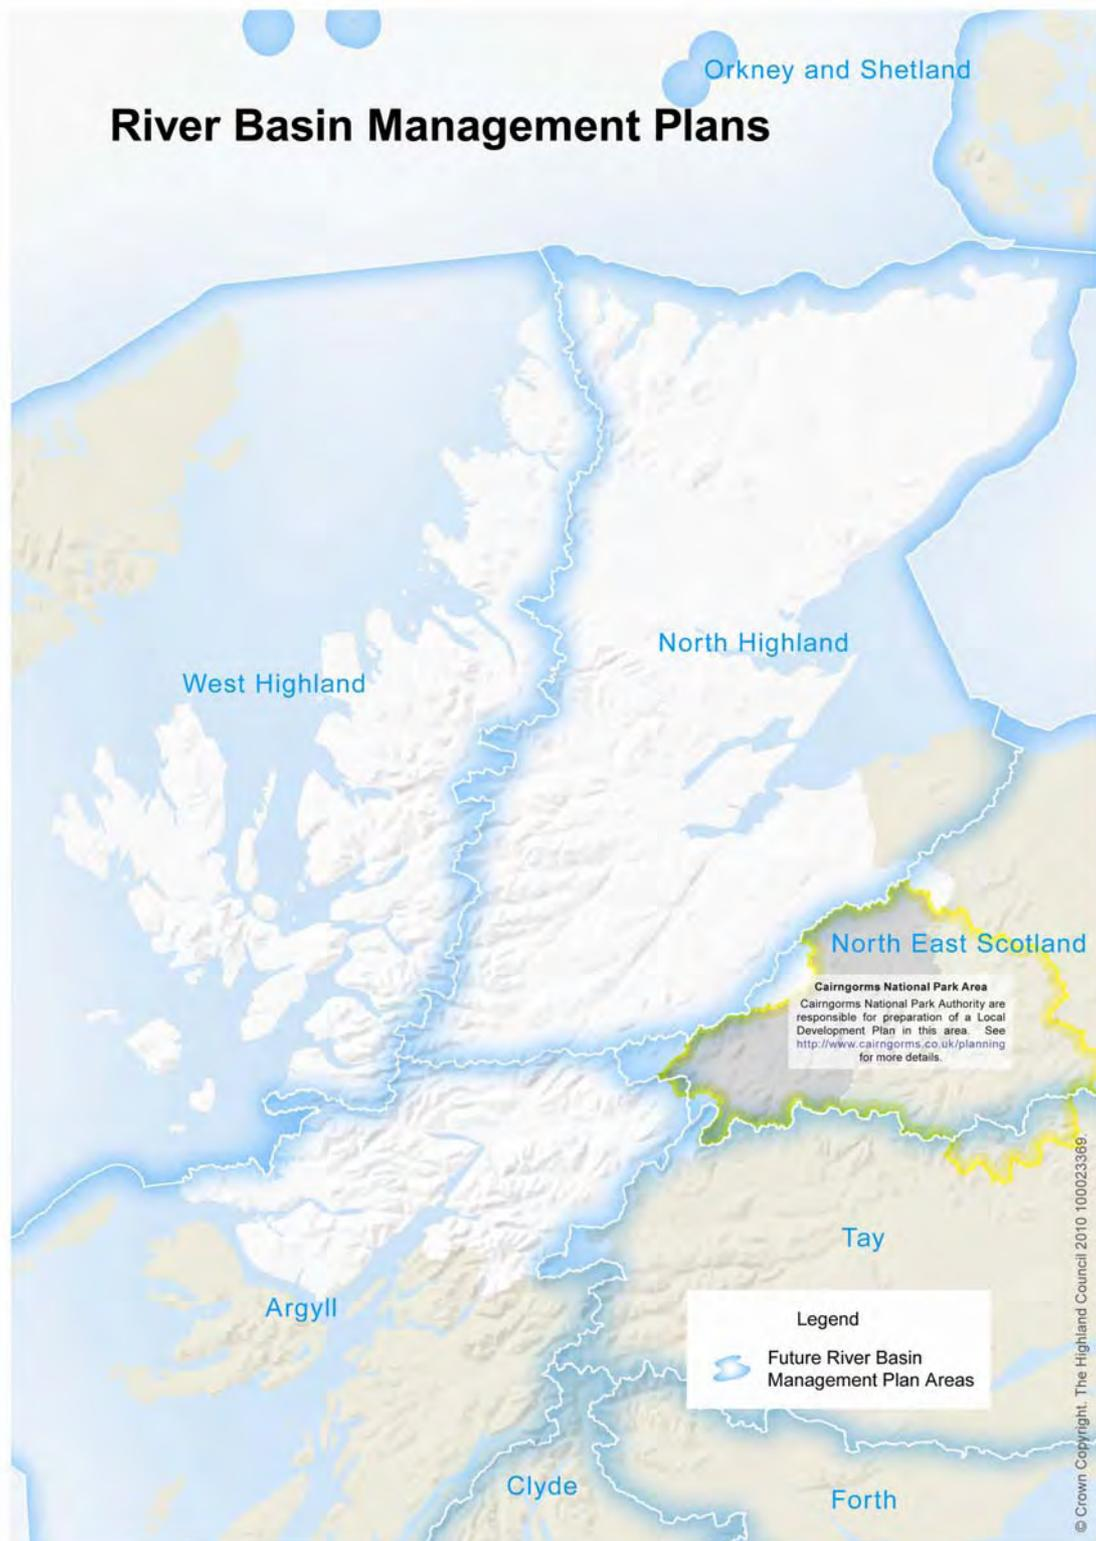 Orkney and Shetland
River Basin Management Plans
North Highland
West Highland
North East Scotland
Cairngorms National Park Area
Cairngorms National Park Authority are
responsible for preparation of a Local
Development Plan in this area. See
http://www.cairngorms.co.uk/planning
for more details.
Tay
Argyll
Legend
Future River Basin
Management Plan Areas
Clyde
Forth
© Crown Copyright. The Highland Council 2010 100023369.